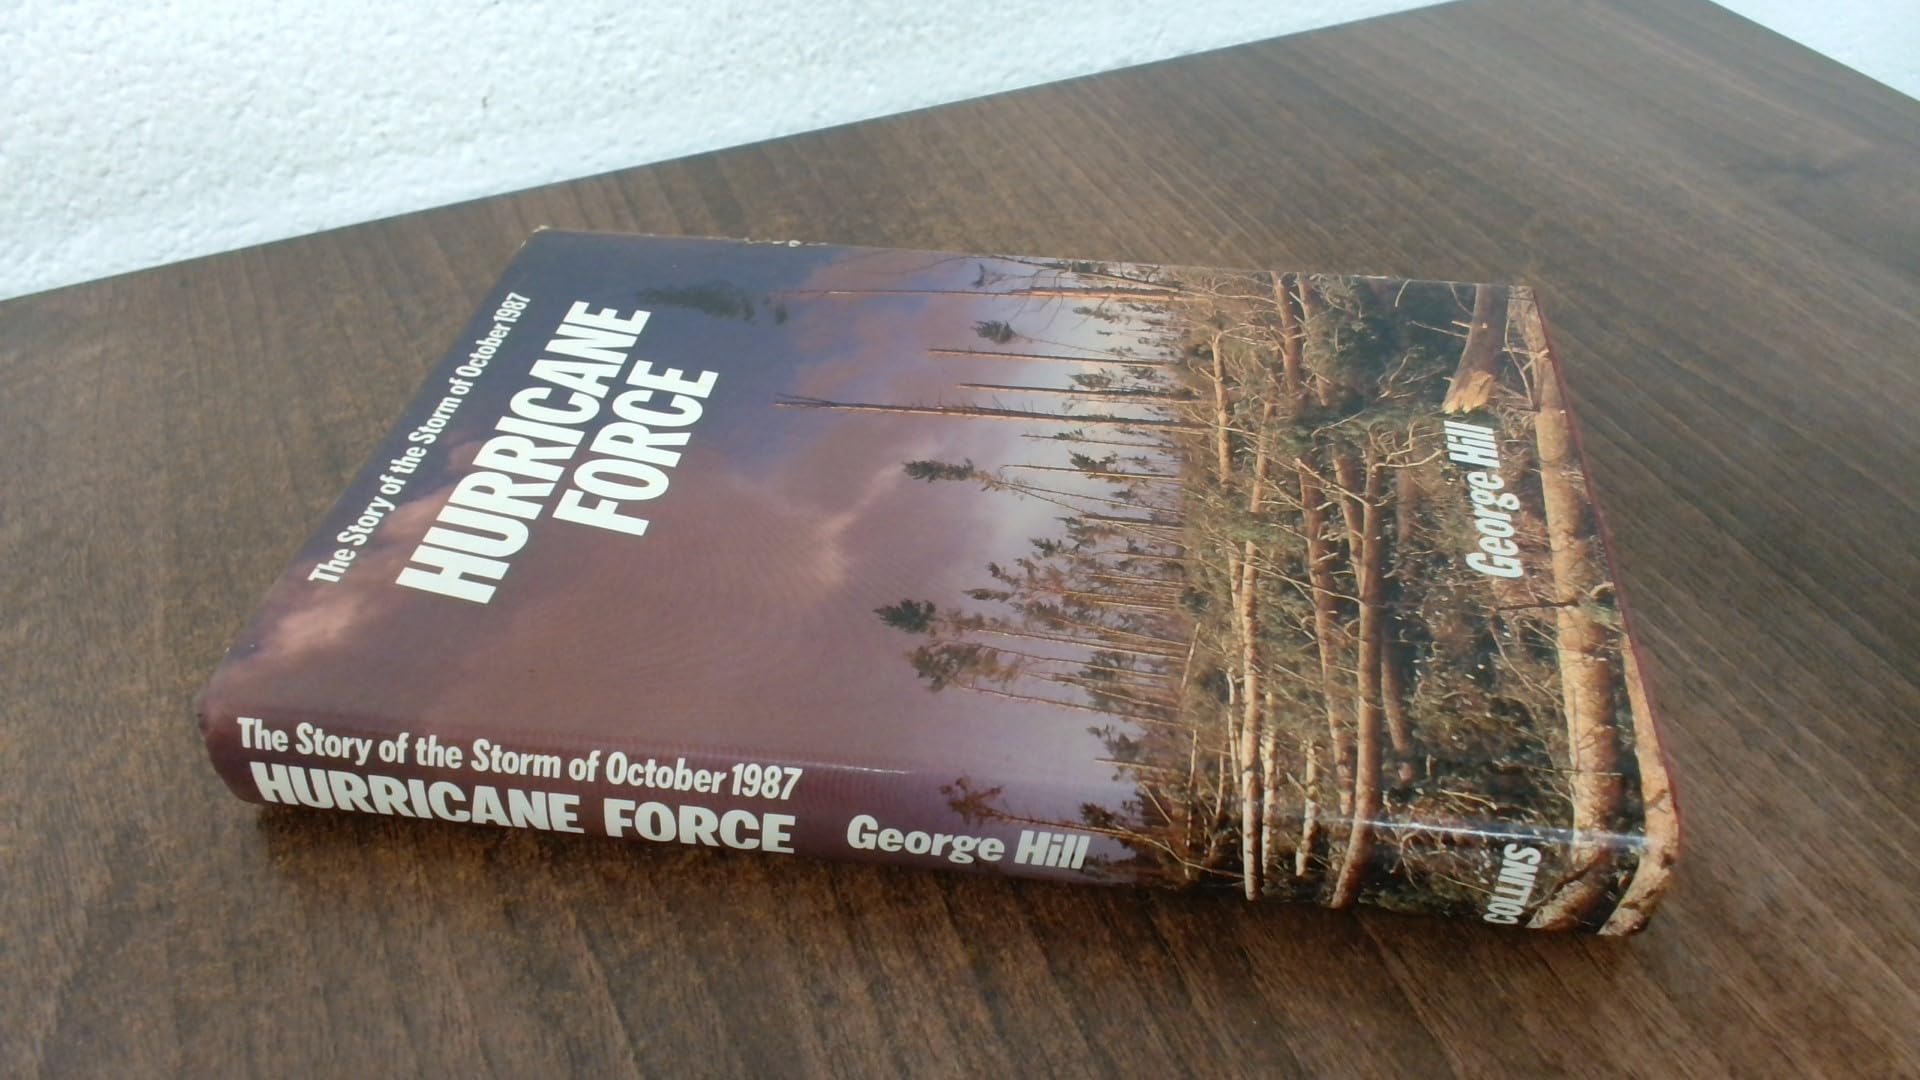 The Story of the Storm of October 1987
HURRICANE
FORCE
George Hill
The Story of the Storm of October 1987
HURRICANE FORCE
George Hill
COLLINS